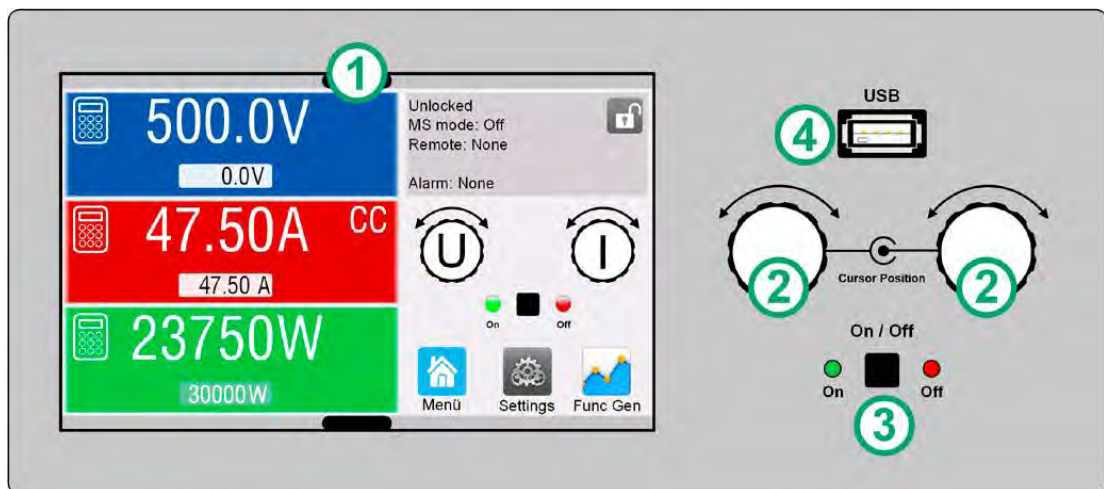 1
500.0V
0.0V
47.50A CC
47.50 A
23750W
30000W
Unlocked
MS mode: Off
Remote: None
Alarm: None
U I
On Off
Menü Settings Func Gen
USB
4
Cursor Position
2 2
On / Off
On Off
3